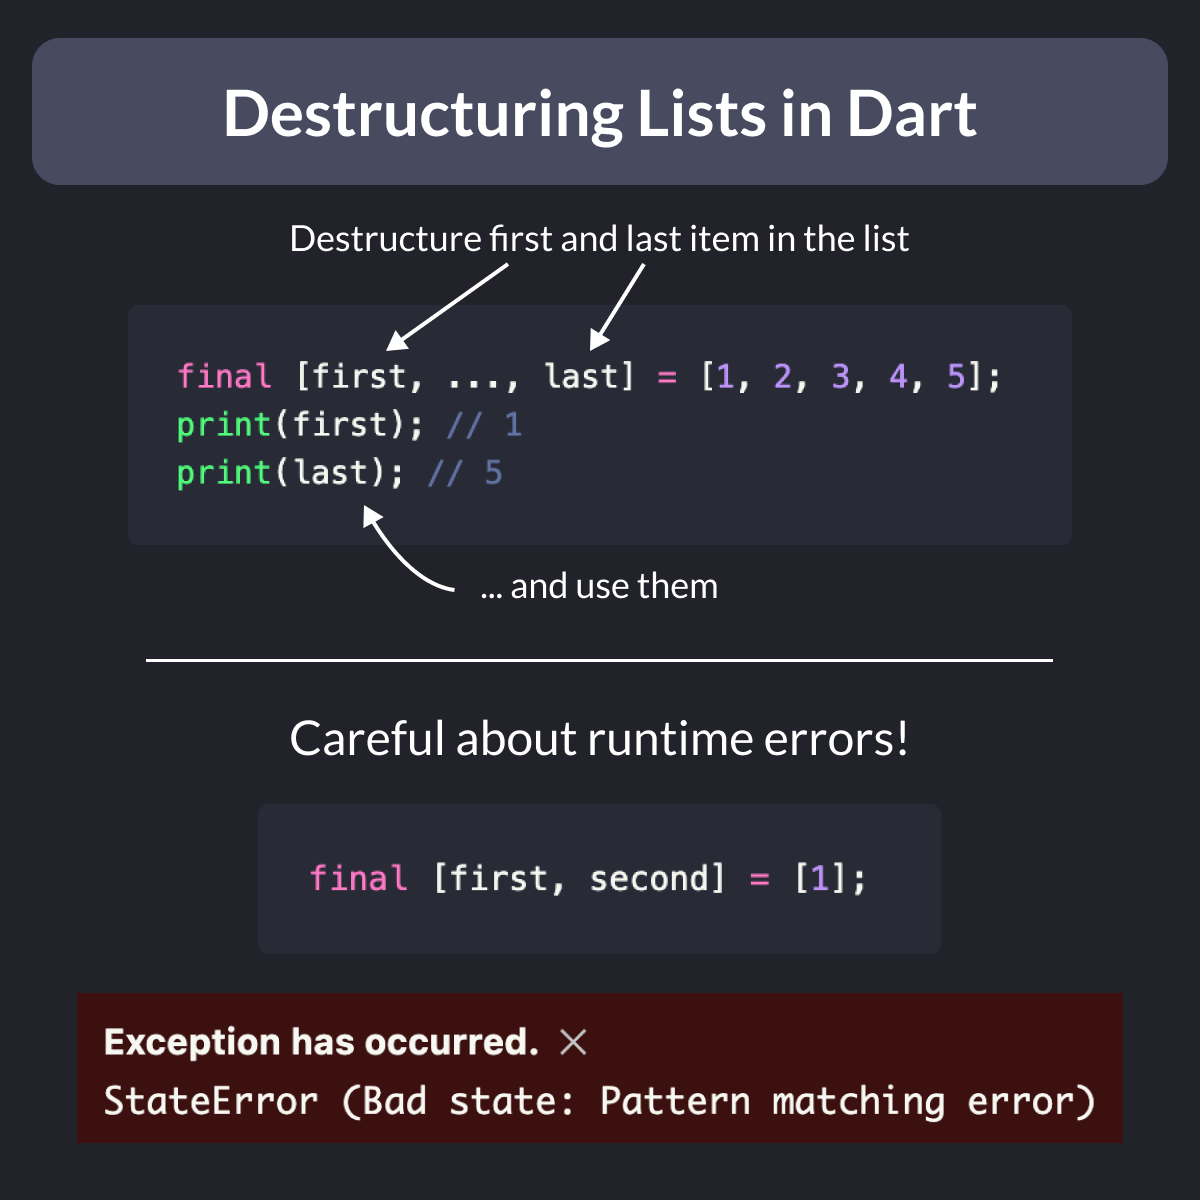 Destructuring Lists in Dart
Destructure first and last item in the list
final [first, ..., last] = [1, 2, 3, 4, 5];
print(first); // 1
print(last); // 5
... and use them
Careful about runtime errors!
final [first, second] = [1];
Exception has occurred. ×
StateError (Bad state: Pattern matching error)